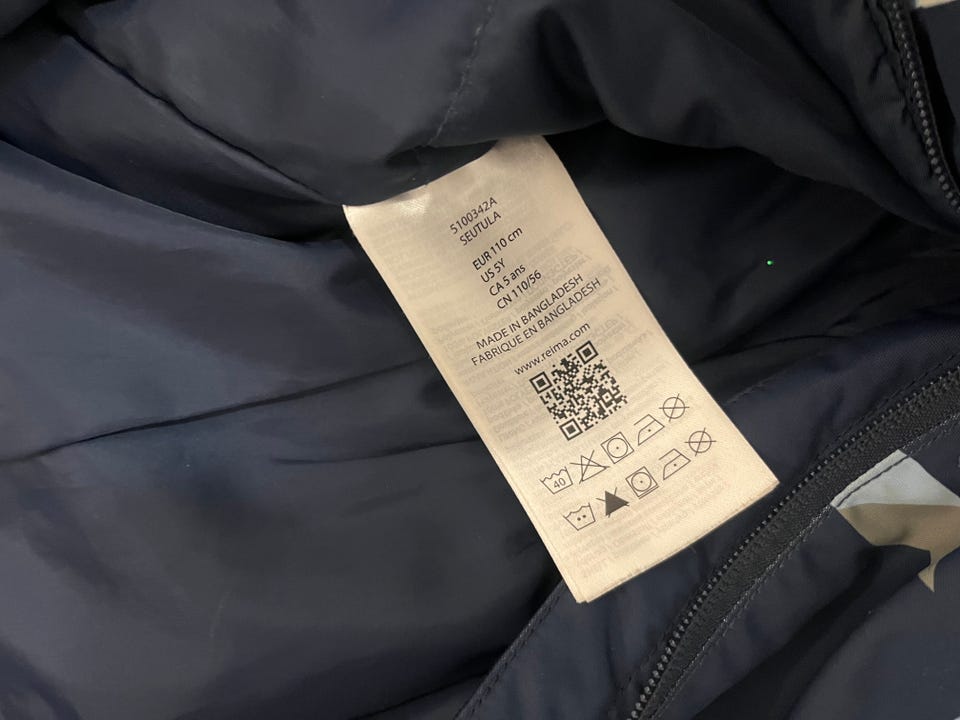 5100342A
SEUTULA
EUR 110 cm
US 5Y
CA 5 ans
CN 110/56
MADE IN BANGLADESH
FABRIQUE EN BANGLADESH
www.reima.com
40